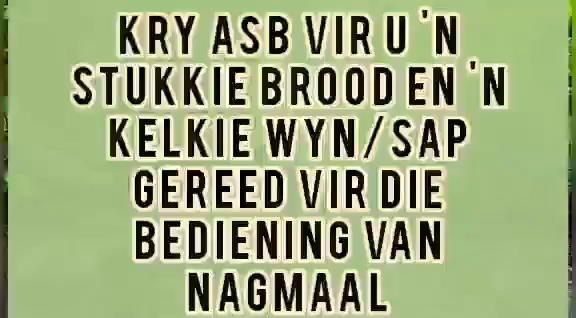 KRY ASB VIR U 'N
STUKKIE BROOD EN 'N
KELKIE WYN/SAP
GEREED VIR DIE
BEDIENING VAN
NAGMAAL